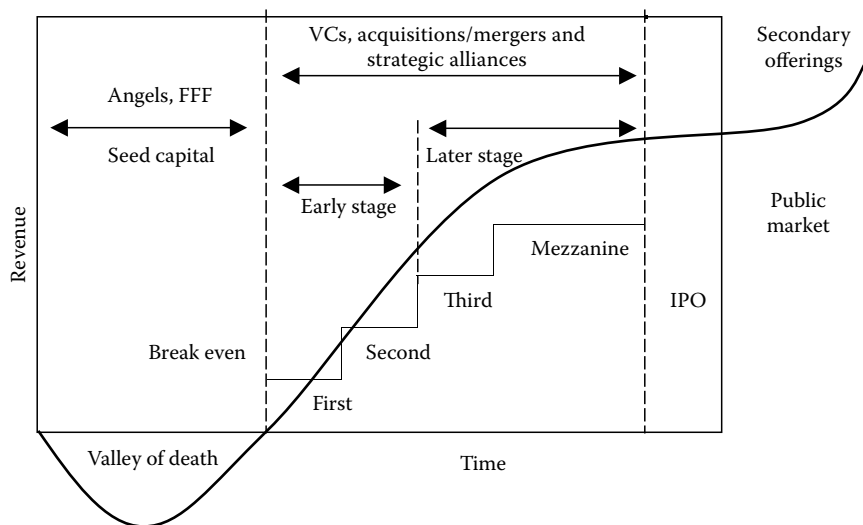 VCs, acquisitions/mergers and
strategic alliances
Secondary
offerings
Angels, FFF
Seed capital
Later stage
Early stage
Public
market
Revenue
Mezzanine
Third
IPO
Break even
Second
First
Valley of death
Time